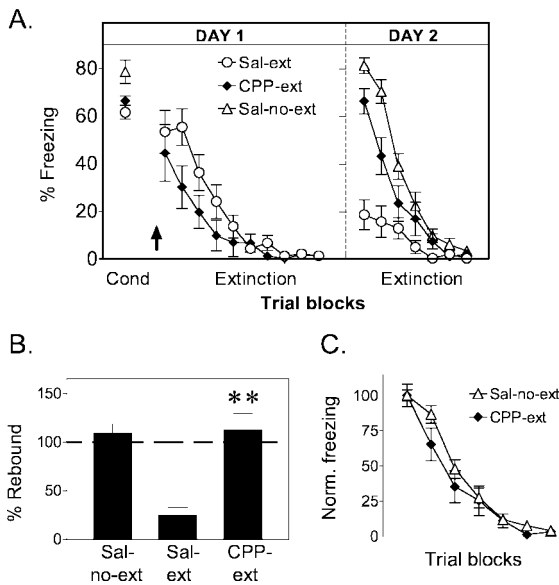 A.
DAY 1 DAY 2
Sal-ext
CPP-ext
Sal-no-ext
% Freezing
80
60
40
20
0
Cond Extinction Extinction
Trial blocks
B.
% Rebound
150
100
50
0
**
Sal- Sal- CPP-
no-ext ext ext
C.
Norm. freezing
100
75
50
25
0
Sal-no-ext
CPP-ext
Trial blocks